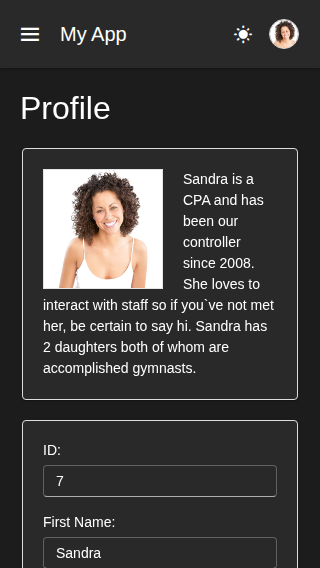 My App
Profile
Sandra is a
CPA and has
been our
controller
since 2008.
She loves to
interact with staff so if you`ve not met
her, be certain to say hi. Sandra has
2 daughters both of whom are
accomplished gymnasts.
ID:
7
First Name:
Sandra